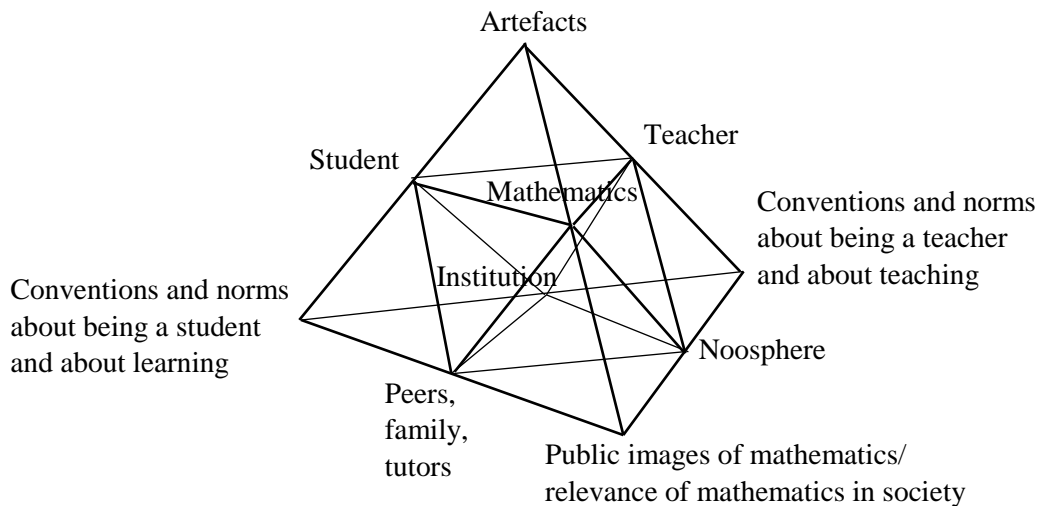 Artefacts
Teacher
Student
Mathematics
Conventions and norms
about being a teacher
and about teaching
Institution
Conventions and norms
about being a student
and about learning
Noosphere
Peers,
family,
tutors
Public images of mathematics/
relevance of mathematics in society